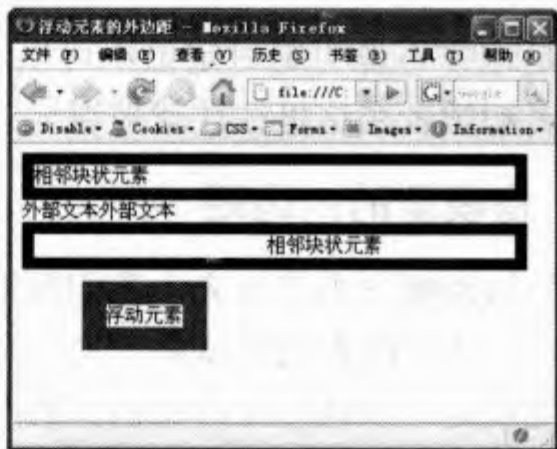 浮动元素的外边距 - Mozilla Firefox
文件 (F) 编辑 (E) 查看 (V) 历史 (S) 书签 (B) 工具 (T) 帮助 (H)
file:///C:
Disable Cookies CSS Forms Images Information
相邻块状元素
外部文本外部文本
相邻块状元素
浮动元素